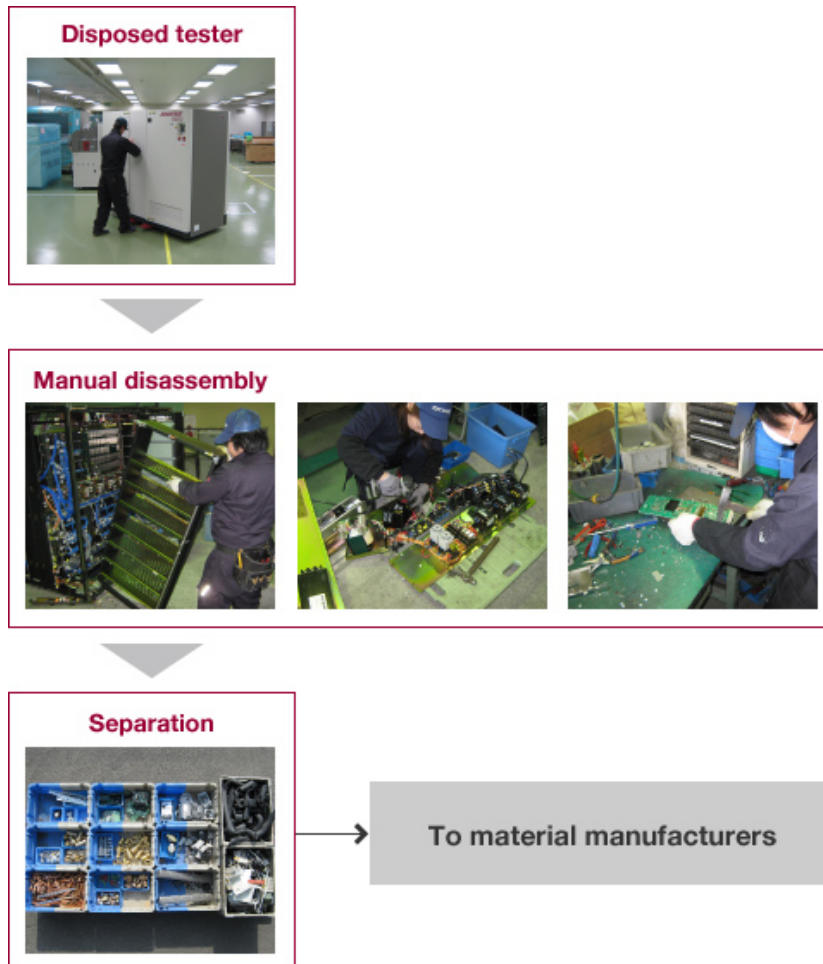 Disposed tester
Manual disassembly
Separation
To material manufacturers